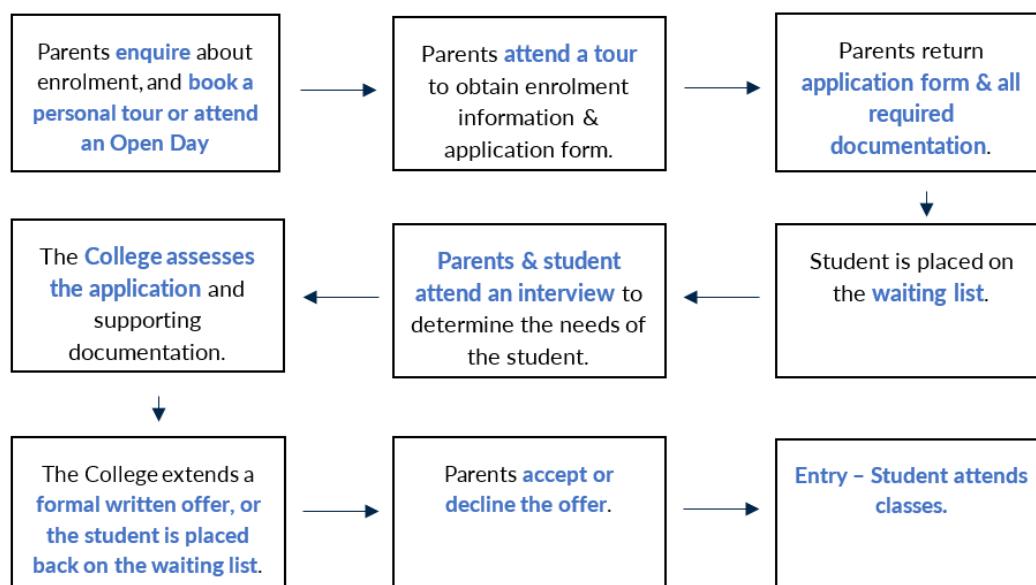 Parents enquire about
enrolment, and book a
personal tour or attend
an Open Day
Parents attend a tour
to obtain enrolment
information &
application form.
Parents return
application form & all
required
documentation.
Student is placed on
the waiting list.
Parents & student
attend an interview to
determine the needs of
the student.
The College assesses
the application and
supporting
documentation.
The College extends a
formal written offer, or
the student is placed
back on the waiting list.
Parents accept or
decline the offer.
Entry – Student attends
classes.